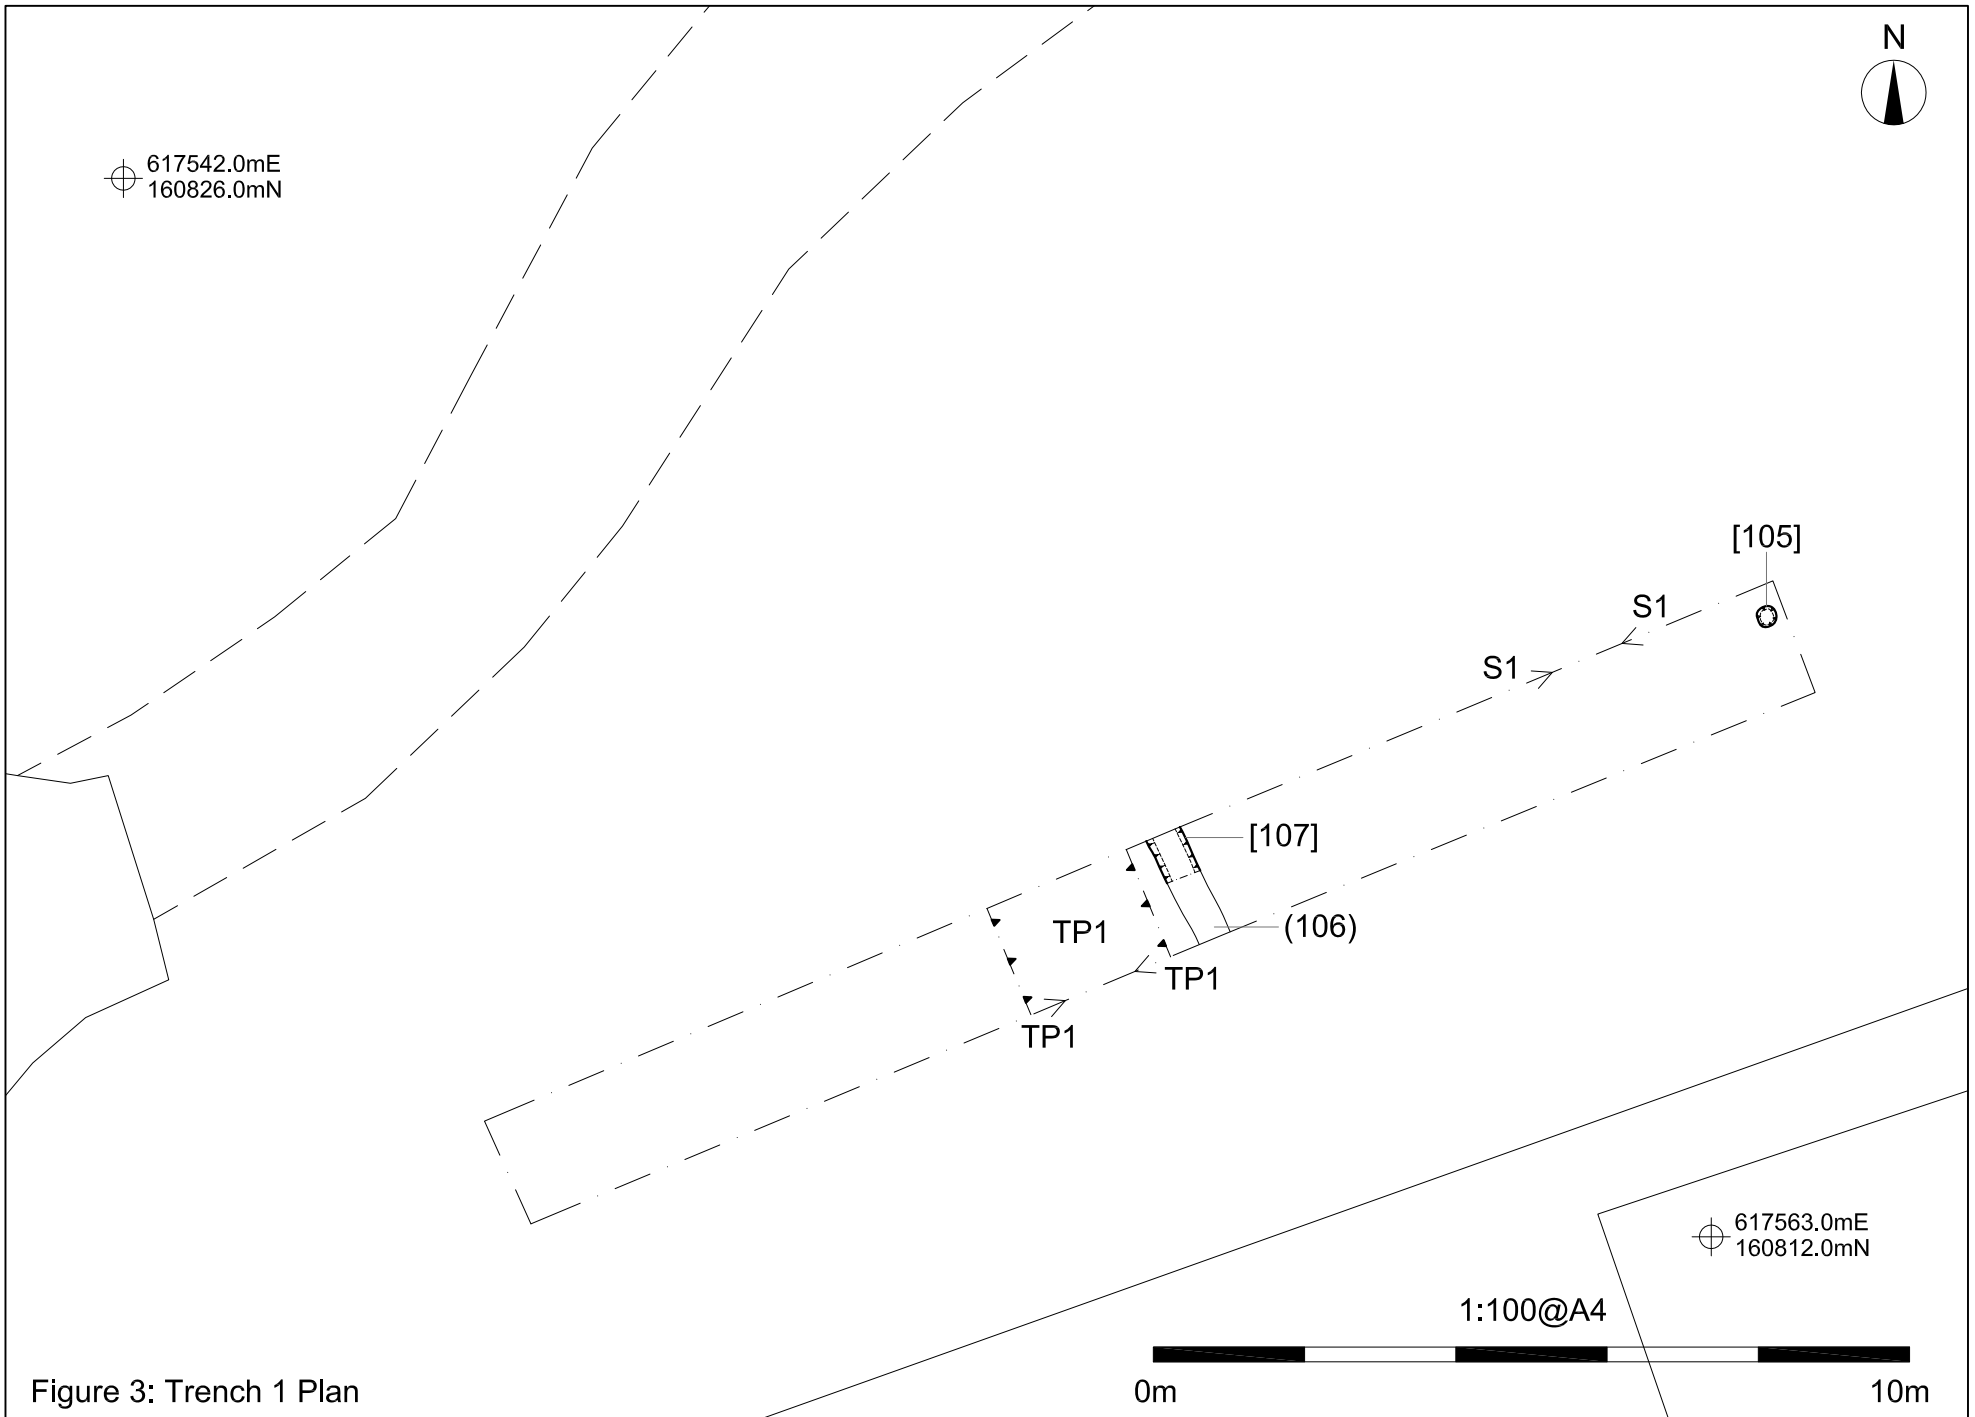 N
617542.0mE
160826.0mN
[105]
S1
S1
[107]
(106)
TP1
TP1
TP1
617563.0mE
160812.0mN
1:100@A4
0m
10m
Figure 3: Trench 1 Plan